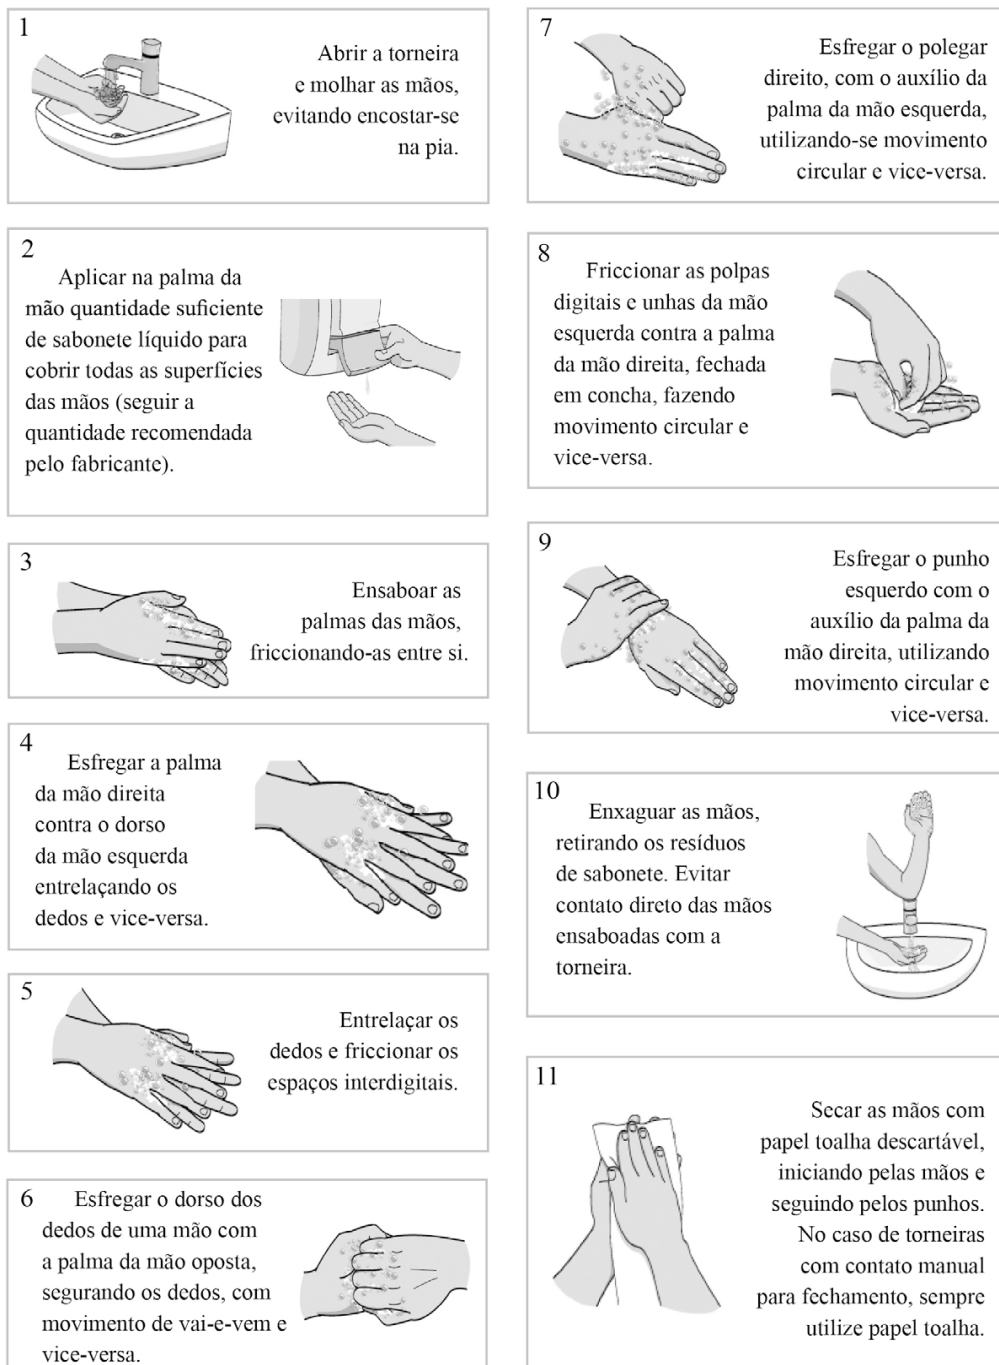 1
Abrir a torneira
e molhar as mãos,
evitando encostar-se
na pia.
2
Aplicar na palma da
mão quantidade suficiente
de sabonete líquido para
cobrir todas as superfícies
das mãos (seguir a
quantidade recomendada
pelo fabricante).
3
Ensaboar as
palmas das mãos,
friccionando-as entre si.
4
Esfregar a palma
da mão direita
contra o dorso
da mão esquerda
entrelaçando os
dedos e vice-versa.
5
Entrelaçar os
dedos e friccionar os
espaços interdigitais.
6
Esfregar o dorso dos
dedos de uma mão com
a palma da mão oposta,
segurando os dedos, com
movimento de vai-e-vem e
vice-versa.
7
Esfregar o polegar
direito, com o auxílio da
palma da mão esquerda,
utilizando-se movimento
circular e vice-versa.
8
Friccionar as polpas
digitais e unhas da mão
esquerda contra a palma
da mão direita, fechada
em concha, fazendo
movimento circular e
vice-versa.
9
Esfregar o punho
esquerdo com o
auxílio da palma da
mão direita, utilizando
movimento circular e
vice-versa.
10
Enxaguar as mãos,
retirando os resíduos
de sabonete. Evitar
contato direto das mãos
ensaboadas com a
torneira.
11
Secar as mãos com
papel toalha descartável,
iniciando pelas mãos e
seguindo pelos punhos.
No caso de torneiras
com contato manual
para fechamento, sempre
utilize papel toalha.